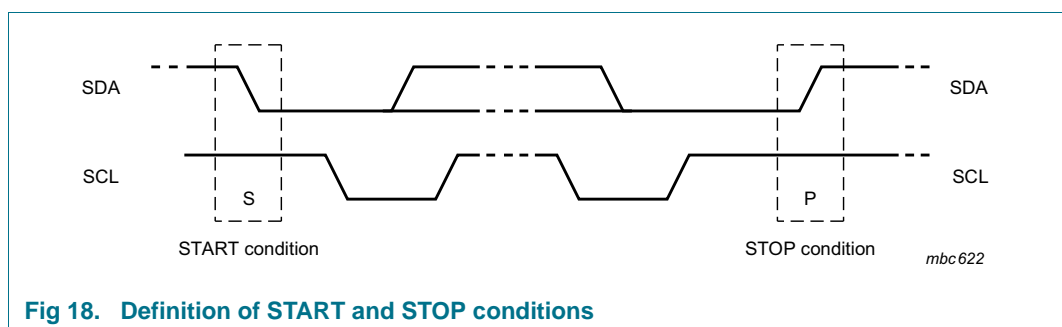 SDA SDA
SCL SCL
S P
START condition STOP condition
mbc622
Fig 18. Definition of START and STOP conditions